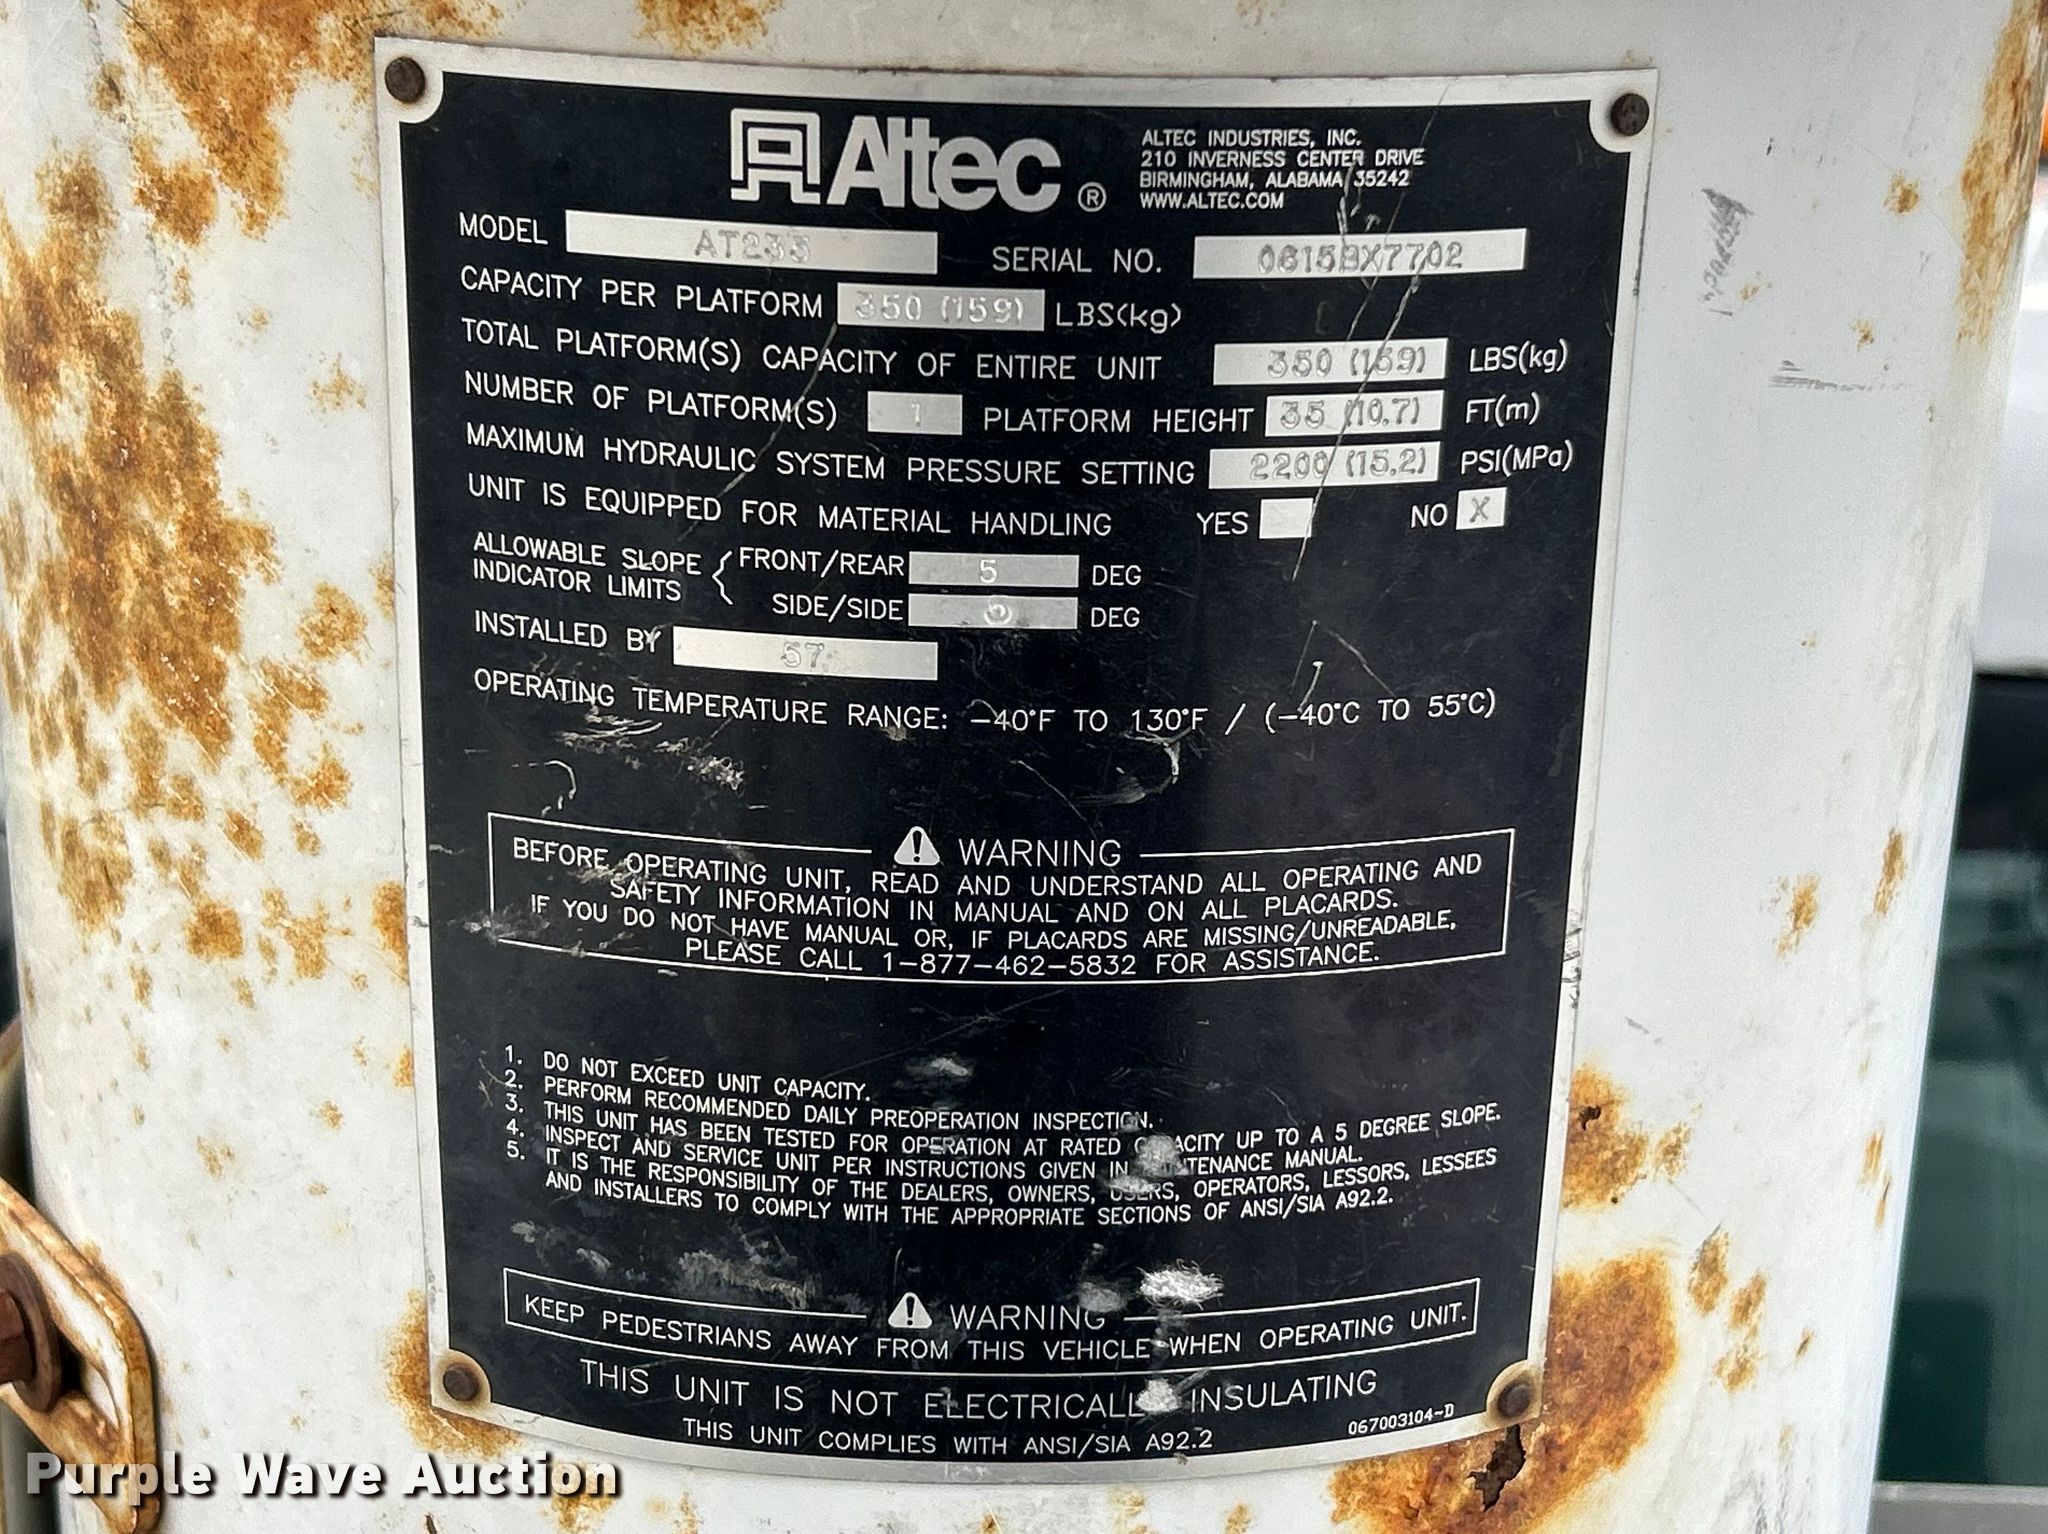 Altec ®
ALTEC INDUSTRIES, INC.
210 INVERNESS CENTER DRIVE
BIRMINGHAM, ALABAMA 35242
WWW.ALTEC.COM
MODEL AT235 SERIAL NO. 0615BX7702
CAPACITY PER PLATFORM 350 (159) LBS(kg)
TOTAL PLATFORM(S) CAPACITY OF ENTIRE UNIT 350 (159) LBS(kg)
NUMBER OF PLATFORM(S) 1 PLATFORM HEIGHT 35 (10.7) FT(m)
MAXIMUM HYDRAULIC SYSTEM PRESSURE SETTING 2200 (15.2) PSI(MPa)
UNIT IS EQUIPPED FOR MATERIAL HANDLING YES NO X
ALLOWABLE SLOPE INDICATOR LIMITS { FRONT/REAR 5 DEG
SIDE/SIDE DEG
INSTALLED BY 57
OPERATING TEMPERATURE RANGE: -40°F TO 130°F / (-40°C TO 55°C)
WARNING
BEFORE OPERATING UNIT, READ AND UNDERSTAND ALL OPERATING AND
SAFETY INFORMATION IN MANUAL AND ON ALL PLACARDS.
IF YOU DO NOT HAVE MANUAL OR, IF PLACARDS ARE MISSING/UNREADABLE,
PLEASE CALL 1-877-462-5832 FOR ASSISTANCE.
1. DO NOT EXCEED UNIT CAPACITY.
2. PERFORM RECOMMENDED DAILY PREOPERATION INSPECTION.
3. THIS UNIT HAS BEEN TESTED FOR OPERATION AT RATED CAPACITY UP TO A 5 DEGREE SLOPE.
4. INSPECT AND SERVICE UNIT PER INSTRUCTIONS GIVEN IN MAINTENANCE MANUAL.
5. IT IS THE RESPONSIBILITY OF THE DEALERS, OWNERS, USERS, OPERATORS, LESSORS, LESSEES
AND INSTALLERS TO COMPLY WITH THE APPROPRIATE SECTIONS OF ANSI/SIA A92.2.
WARNING
KEEP PEDESTRIANS AWAY FROM THIS VEHICLE WHEN OPERATING UNIT.
THIS UNIT IS NOT ELECTRICALLY INSULATING
THIS UNIT COMPLIES WITH ANSI/SIA A92.2
067003104-D
Purple Wave Auction